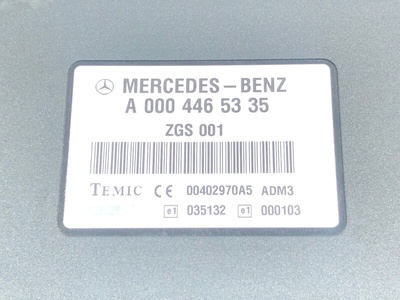 MERCEDES-BENZ
A 000 446 53 35
ZGS 001
TEMIC CE 00402970A5 ADM3
e1 035132 e1 000103